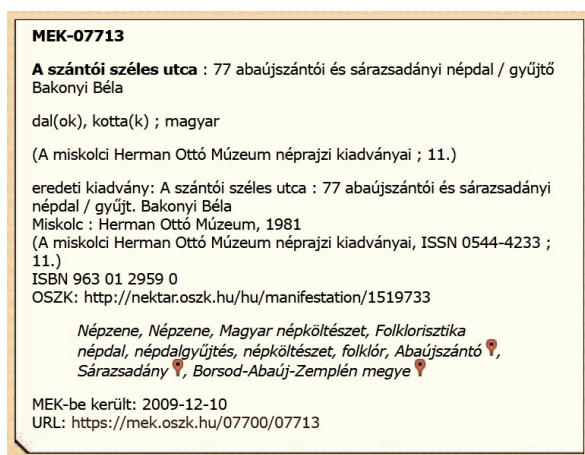 MEK-07713
A szántói széles utca : 77 abaújszántói és sárazsadányi népdal / gyűjtő
Bakonyi Béla
dal(ok), kotta(k) ; magyar
(A miskolci Herman Ottó Múzeum néprajzi kiadványai ; 11.)
eredeti kiadvány: A szántói széles utca : 77 abaújszántói és sárazsadányi
népdal / gyűjt. Bakonyi Béla
Miskolc : Herman Ottó Múzeum, 1981
(A miskolci Herman Ottó Múzeum néprajzi kiadványai, ISSN 0544-4233 ;
11.)
ISBN 963 01 2959 0
OSZK: http://nektar.oszk.hu/hu/manifestation/1519733
Népzene, Népzene, Magyar népköltészet, Folklorisztika
népdal, népdalgyűjtés, népköltészet, folklór, Abaújszántó,
Sárazsadány, Borsod-Abaúj-Zemplén megye
MEK-be került: 2009-12-10
URL: https://mek.oszk.hu/07700/07713